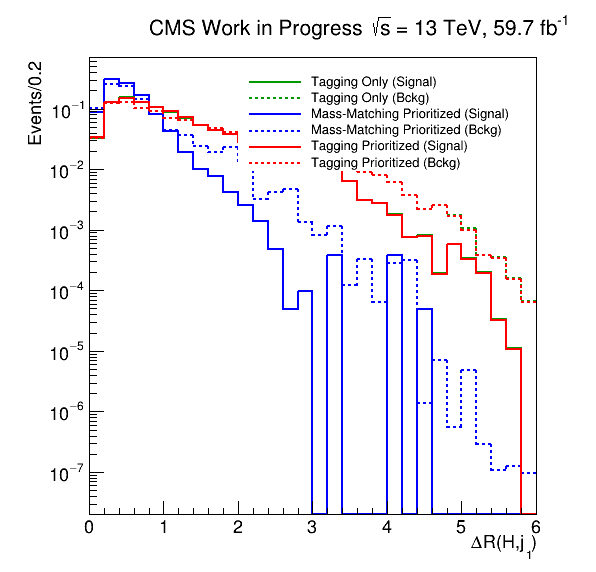 CMS Work in Progress √s = 13 TeV, 59.7 fb⁻¹
Events/0.2
Tagging Only (Signal)
Tagging Only (Bckg)
Mass-Matching Prioritized (Signal)
Mass-Matching Prioritized (Bckg)
Tagging Prioritized (Signal)
Tagging Prioritized (Bckg)
10⁻¹
10⁻²
10⁻³
10⁻⁴
10⁻⁵
10⁻⁶
10⁻⁷
0 1 2 3 4 5 6
ΔR(H,j₁)